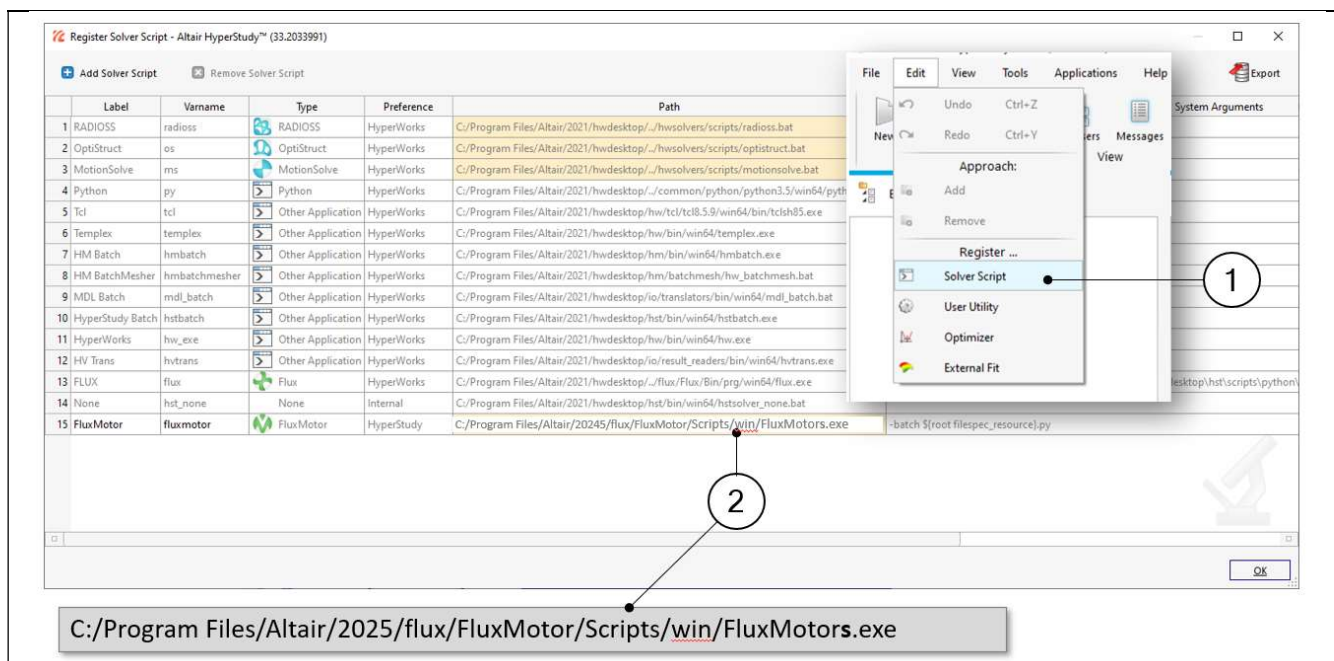 Register Solver Script - Altair HyperStudy™ (33.2033991)
Add Solver Script Remove Solver Script Export
Label Varname Type Preference Path System Arguments
1 RADIOSS radioss RADIOSS HyperWorks C:/Program Files/Altair/2021/hwdesktop/../hwsolvers/scripts/radioss.bat
2 OptiStruct os OptiStruct HyperWorks C:/Program Files/Altair/2021/hwdesktop/../hwsolvers/scripts/optistruct.bat
3 MotionSolve ms MotionSolve HyperWorks C:/Program Files/Altair/2021/hwdesktop/../hwsolvers/scripts/motionsolve.bat
4 Python py Python HyperWorks C:/Program Files/Altair/2021/hwdesktop/../common/python/python3.5/win64/pyth
5 Tcl tcl Other Application HyperWorks C:/Program Files/Altair/2021/hwdesktop/hw/tcl/tcl8.5.9/win64/bin/tclsh85.exe
6 Templex templex Other Application HyperWorks C:/Program Files/Altair/2021/hwdesktop/hw/bin/win64/templex.exe
7 HM Batch hmbatch Other Application HyperWorks C:/Program Files/Altair/2021/hwdesktop/hm/bin/win64/hmbatch.exe
8 HM BatchMesher hmbatchmesher Other Application HyperWorks C:/Program Files/Altair/2021/hwdesktop/hm/batchmesh/hw_batchmesh.bat
9 MDL Batch mdl_batch Other Application HyperWorks C:/Program Files/Altair/2021/hwdesktop/io/translators/bin/win64/mdl_batch.bat
10 HyperStudy Batch hstbatch Other Application HyperWorks C:/Program Files/Altair/2021/hwdesktop/hst/bin/win64/hstbatch.exe
11 HyperWorks hw_exe Other Application HyperWorks C:/Program Files/Altair/2021/hwdesktop/hw/bin/win64/hw.exe
12 HV Trans hvtrans Other Application HyperWorks C:/Program Files/Altair/2021/hwdesktop/io/result_readers/bin/win64/hvtrans.exe
13 FLUX flux Flux HyperWorks C:/Program Files/Altair/2021/hwdesktop/../flux/Flux/Bin/prg/win64/flux.exe esktop\hst\scripts\python\
14 None hst_none None Internal C:/Program Files/Altair/2021/hwdesktop/hst/bin/win64/hstsolver_none.bat
15 FluxMotor fluxmotor FluxMotor HyperStudy C:/Program Files/Altair/20245/flux/FluxMotor/Scripts/win/FluxMotors.exe -batch ${root filespec_resource}.py
File Edit View Tools Applications Help
New Messages
View
Undo Ctrl+Z
Redo Ctrl+Y
Approach:
Add
Remove
Register ...
Solver Script
User Utility
Optimizer
External Fit
1
2
OK
C:/Program Files/Altair/2025/flux/FluxMotor/Scripts/win/FluxMotors.exe